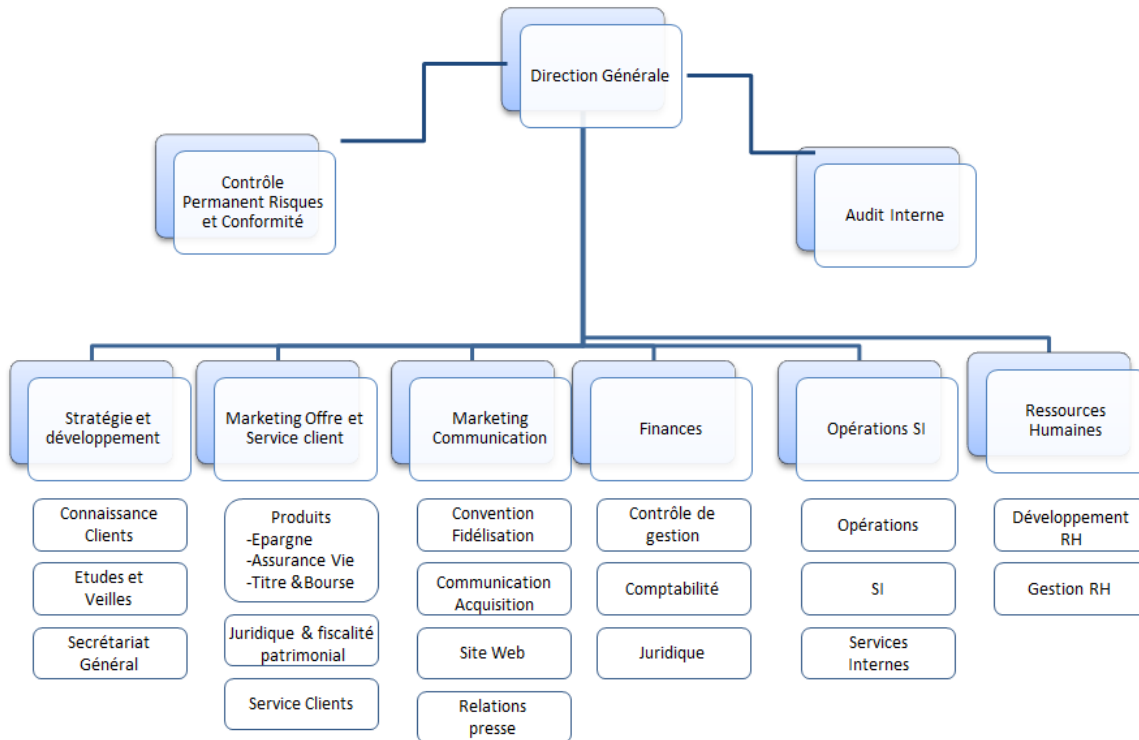 Direction Générale
Contrôle
Permanent Risques
et Conformité
Audit Interne
Stratégie et
développement
Marketing Offre et
Service client
Marketing
Communication
Finances
Opérations SI
Ressources
Humaines
Connaissance
Clients
Etudes et
Veilles
Secrétariat
Général
Produits
-Epargne
-Assurance Vie
-Titre &Bourse
Juridique & fiscalité
patrimonial
Service Clients
Convention
Fidélisation
Communication
Acquisition
Site Web
Relations
presse
Contrôle de
gestion
Comptabilité
Juridique
Opérations
SI
Services
Internes
Développement
RH
Gestion RH